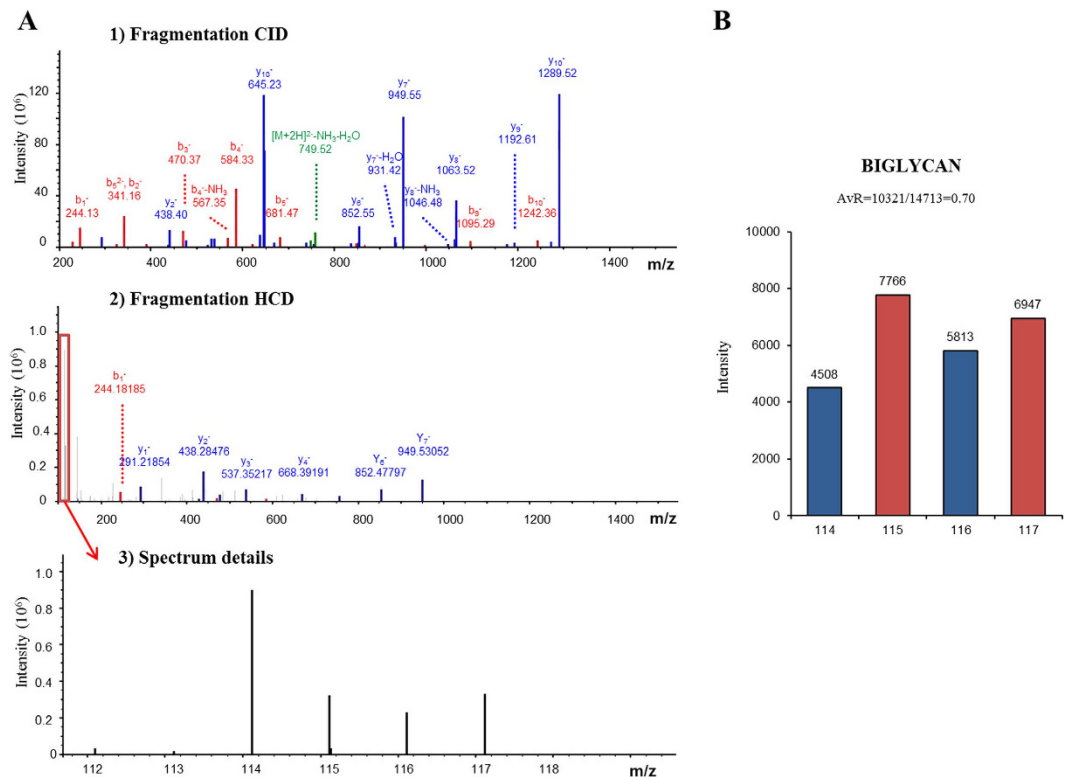 A
B
1) Fragmentation CID
Intensity (10⁶)
120
80
40
0
y₁₀⁻
645.23
y₇⁻
949.55
y₁₀⁻
1289.52
y₉⁻
1192.61
b₃⁻
470.37
b₄⁻
584.33
[M+2H]²⁻-NH₃-H₂O
749.52
y₇⁻-H₂O
931.42
y₈⁻
1063.52
b₅²⁻, b₂⁻
341.16
b₄⁻-NH₃
567.35
y₈⁻-NH₃
1046.48
b₁⁻
244.13
y₂⁻
438.40
b₅⁻
681.47
y₆⁻
852.55
b₉⁻
1095.29
b₁₀⁻
1242.36
200 400 600 800 1000 1200 1400 m/z
2) Fragmentation HCD
Intensity (10⁶)
1.0
0.8
0.6
0.4
0.2
0
b₁⁻
244.18185
y₁⁻
291.21854
y₂⁻
438.28476
y₃⁻
537.35217
y₄⁻
668.39191
Y₆⁻
852.47797
Y₇⁻
949.53052
200 400 600 800 1000 1200 1400 m/z
3) Spectrum details
Intensity (10⁶)
1.0
0.8
0.6
0.4
0.2
0
112 113 114 115 116 117 118 m/z
BIGLYCAN
AvR=10321/14713=0.70
Intensity
10000
8000
6000
4000
2000
0
4508
7766
5813
6947
114 115 116 117